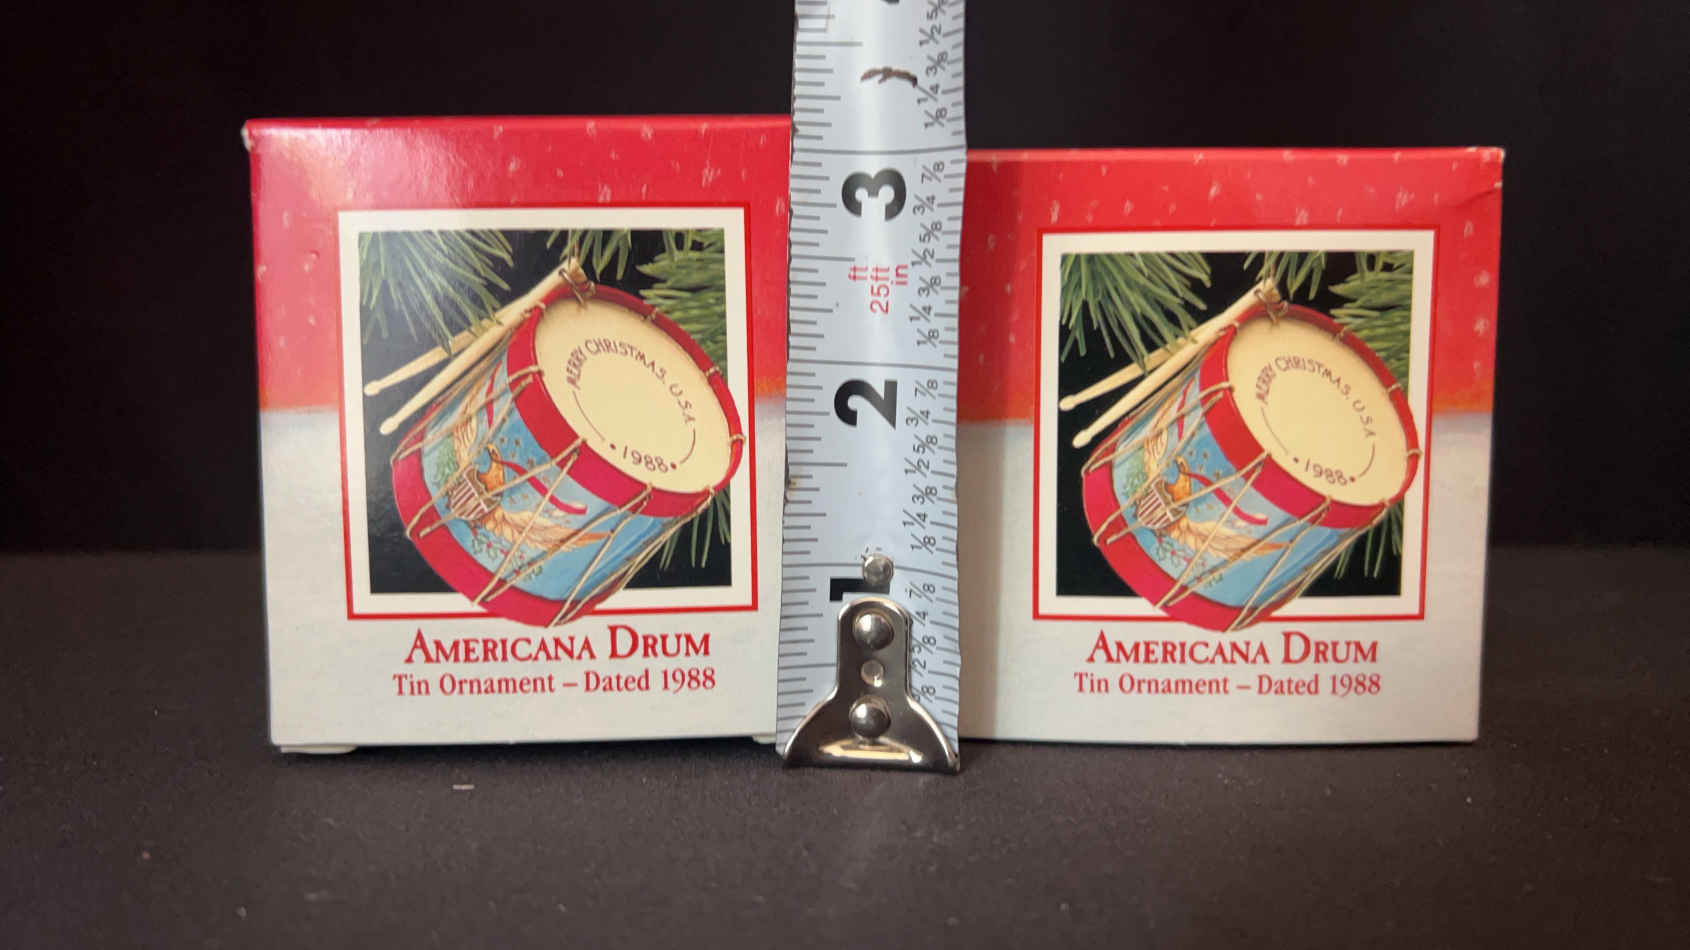 MERRY CHRISTMAS, U.S.A
•1988•
AMERICANA DRUM
TIN ORNAMENT – DATED 1988
3
ft
25ft
in
2
1
MERRY CHRISTMAS, U.S.A
•1988•
AMERICANA DRUM
Tin Ornament – Dated 1988